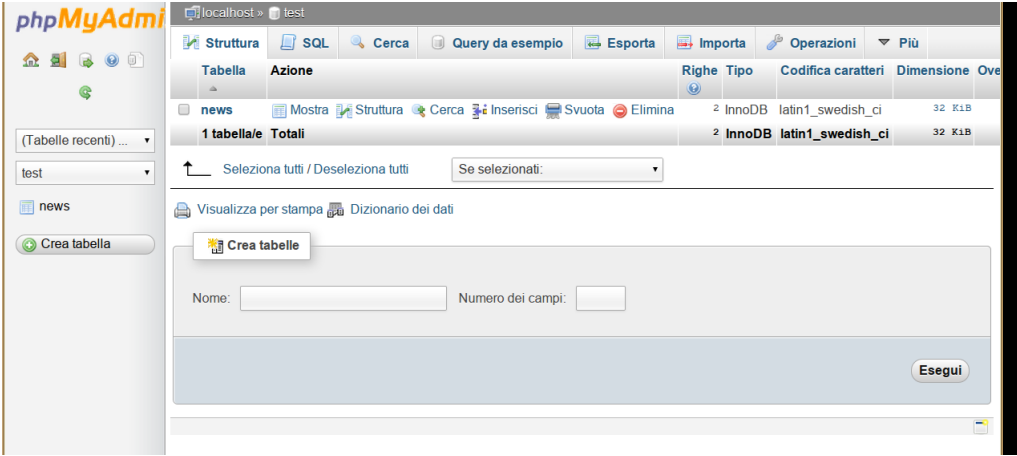 phpMyAdmi
localhost » test
Struttura SQL Cerca Query da esempio Esporta Importa Operazioni Più
Tabella Azione Righe Tipo Codifica caratteri Dimensione Ove
news Mostra Struttura Cerca Inserisci Svuota Elimina 2 InnoDB latin1_swedish_ci 32 KiB
1 tabella/e Totali 2 InnoDB latin1_swedish_ci 32 KiB
Seleziona tutti / Deseleziona tutti Se selezionati:
Visualizza per stampa Dizionario dei dati
Crea tabelle
Nome: Numero dei campi:
Esegui
(Tabelle recenti) ...
test
news
Crea tabella